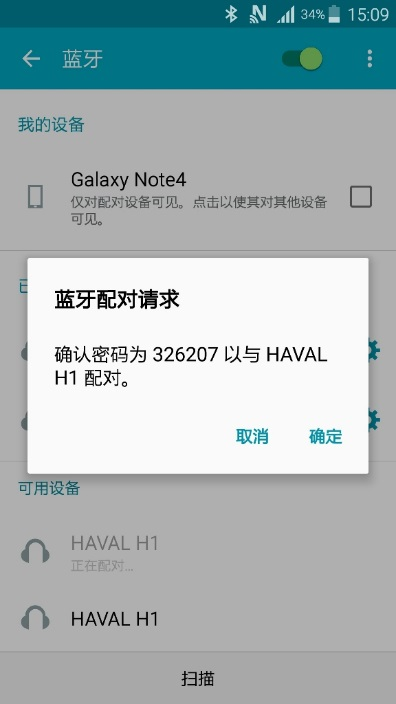 34% 15:09
蓝牙
我的设备
Galaxy Note4
仅对配对设备可见。点击以使其对其他设备
可见。
蓝牙配对请求
确认密码为 326207 以与 HAVAL
H1 配对。
取消 确定
可用设备
HAVAL H1
正在配对...
HAVAL H1
扫描